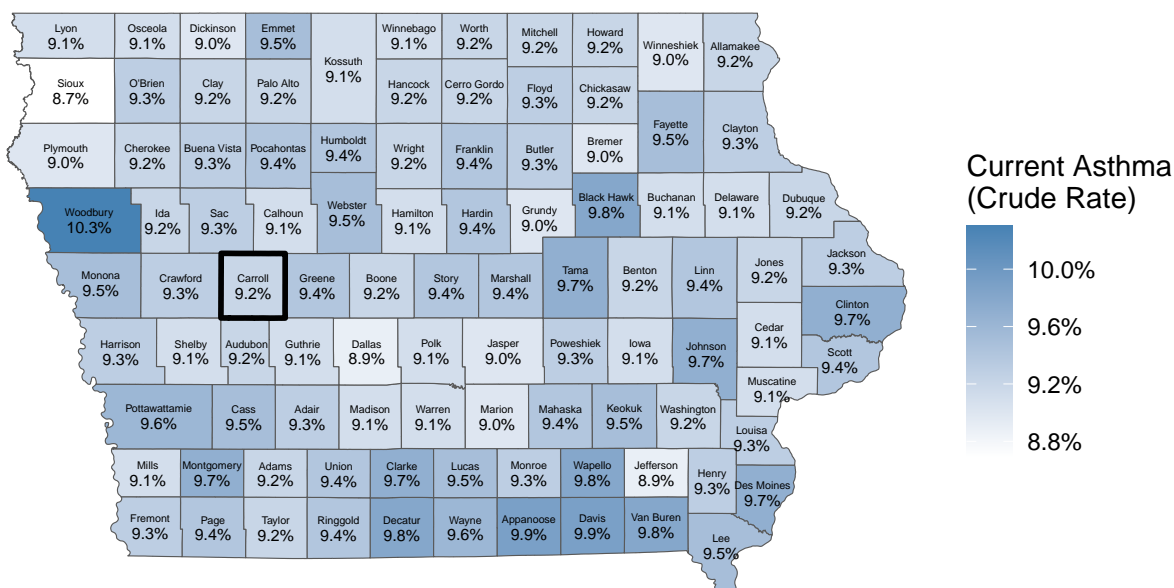 Lyon
9.1%
Osceola
9.1%
Dickinson
9.0%
Emmet
9.5%
Kossuth
9.1%
Winnebago
9.1%
Worth
9.2%
Mitchell
9.2%
Howard
9.2%
Winneshiek
9.0%
Allamakee
9.2%
Sioux
8.7%
O'Brien
9.3%
Clay
9.2%
Palo Alto
9.2%
Hancock
9.2%
Cerro Gordo
9.2%
Floyd
9.3%
Chickasaw
9.2%
Fayette
9.5%
Clayton
9.3%
Plymouth
9.0%
Cherokee
9.2%
Buena Vista
9.3%
Pocahontas
9.4%
Humboldt
9.4%
Wright
9.2%
Franklin
9.4%
Butler
9.3%
Bremer
9.0%
Woodbury
10.3%
Ida
9.2%
Sac
9.3%
Calhoun
9.1%
Webster
9.5%
Hamilton
9.1%
Hardin
9.4%
Grundy
9.0%
Black Hawk
9.8%
Buchanan
9.1%
Delaware
9.1%
Dubuque
9.2%
Monona
9.5%
Crawford
9.3%
Carroll
9.2%
Greene
9.4%
Boone
9.2%
Story
9.4%
Marshall
9.4%
Tama
9.7%
Benton
9.2%
Linn
9.4%
Jones
9.2%
Jackson
9.3%
Clinton
9.7%
Harrison
9.3%
Shelby
9.1%
Audubon
9.2%
Guthrie
9.1%
Dallas
8.9%
Polk
9.1%
Jasper
9.0%
Poweshiek
9.3%
Iowa
9.1%
Johnson
9.7%
Cedar
9.1%
Scott
9.4%
Muscatine
9.1%
Pottawattamie
9.6%
Cass
9.5%
Adair
9.3%
Madison
9.1%
Warren
9.1%
Marion
9.0%
Mahaska
9.4%
Keokuk
9.5%
Washington
9.2%
Louisa
9.3%
Mills
9.1%
Montgomery
9.7%
Adams
9.2%
Union
9.4%
Clarke
9.7%
Lucas
9.5%
Monroe
9.3%
Wapello
9.8%
Jefferson
8.9%
Henry
9.3%
Des Moines
9.7%
Fremont
9.3%
Page
9.4%
Taylor
9.2%
Ringgold
9.4%
Decatur
9.8%
Wayne
9.6%
Appanoose
9.9%
Davis
9.9%
Van Buren
9.8%
Lee
9.5%
Current Asthma
(Crude Rate)
10.0%
9.6%
9.2%
8.8%